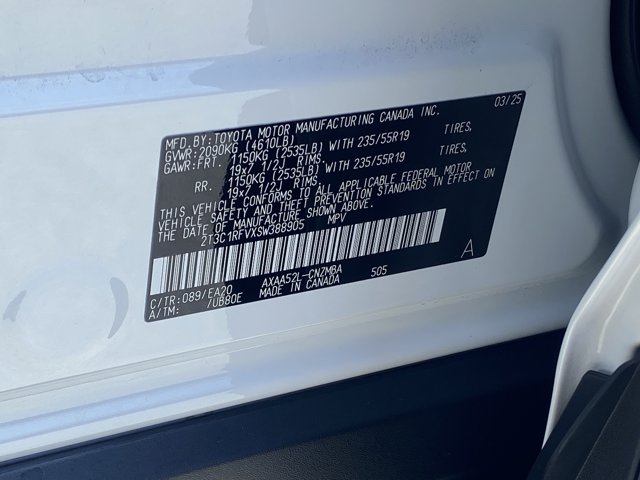 MFD.BY:TOYOTA MOTOR MANUFACTURING CANADA INC. 03/25
GVWR:2090KG (4610LB)
GAWR:FRT. 1150KG (2535LB) WITH 235/55R19 TIRES,
19x7 1/2J RIMS.
RR. 1150KG (2535LB) WITH 235/55R19 TIRES,
19x7 1/2J RIMS.
THIS VEHICLE CONFORMS TO ALL APPLICABLE FEDERAL MOTOR
VEHICLE SAFETY AND THEFT PREVENTION STANDARDS IN EFFECT ON
THE DATE OF MANUFACTURE SHOWN ABOVE.
2T3C1RFVXSW388905 MPV
A
C/TR:089/EA20 AXAA52L-CNZMBA 505
A/TM: /UB80E MADE IN CANADA